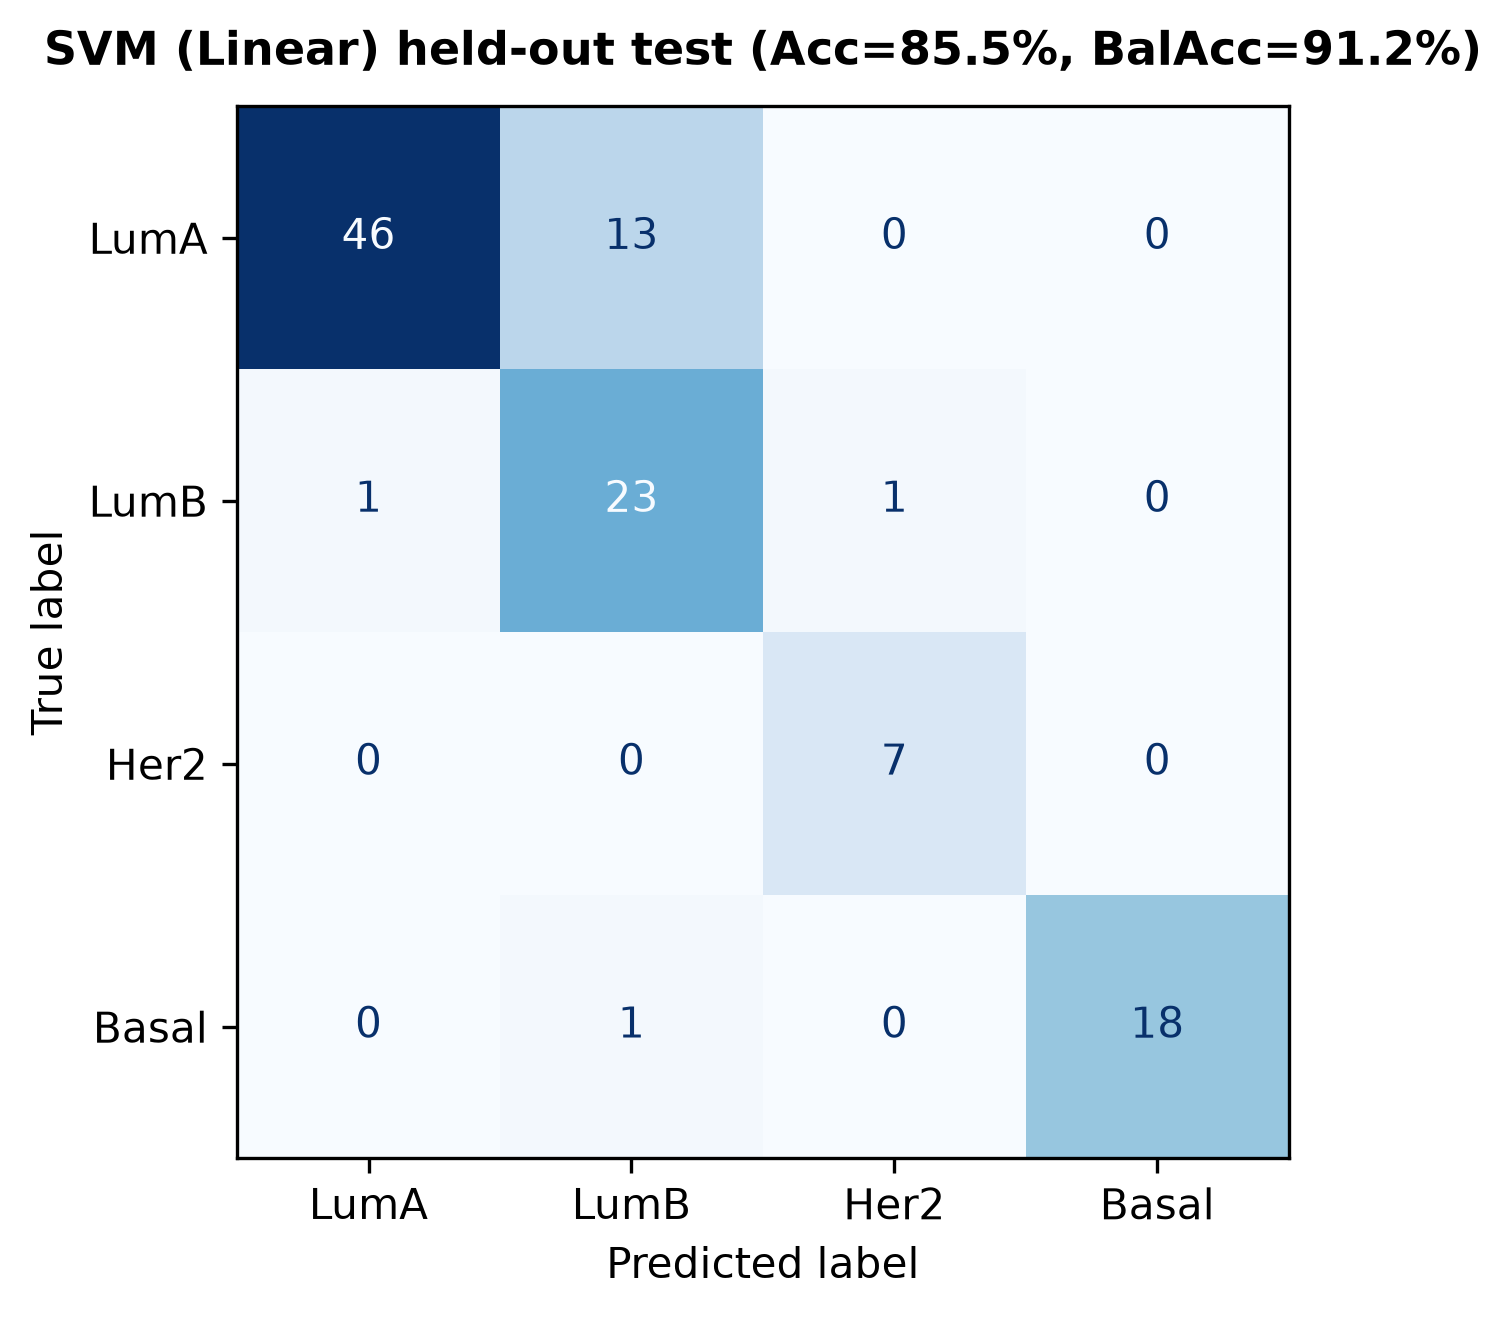 SVM (Linear) held-out test (Acc=85.5%, BalAcc=91.2%)
LumA 46 13 0 0
LumB 1 23 1 0
True label
Her2 0 0 7 0
Basal 0 1 0 18
LumA LumB Her2 Basal
Predicted label